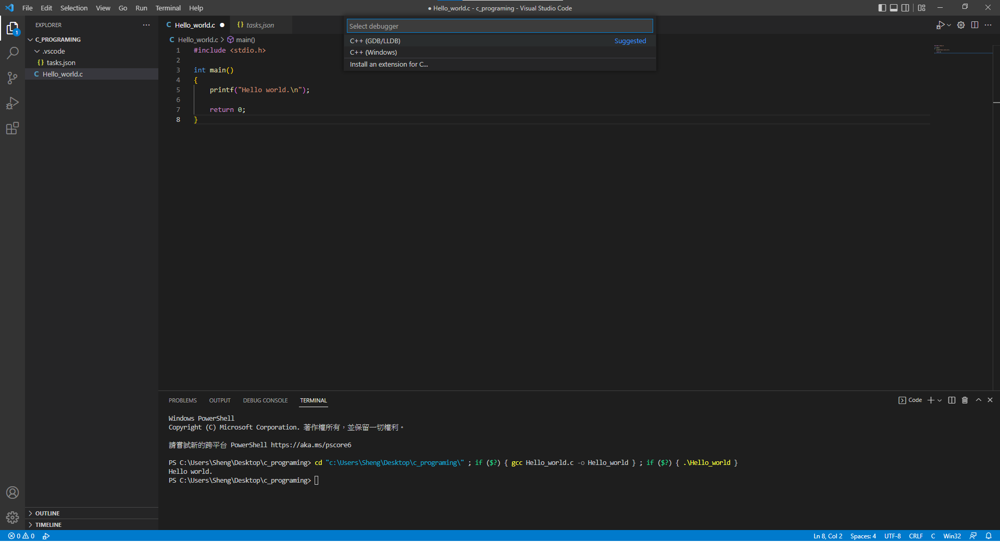 File Edit Selection View Go Run Terminal Help
● Hello_world.c - c_programing - Visual Studio Code
EXPLORER
C_PROGRAMING
.vscode
{} tasks.json
C Hello_world.c
1
C Hello_world.c ●
{} tasks.json
C Hello_world.c > main()
Select debugger
C++ (GDB/LLDB) Suggested
C++ (Windows)
Install an extension for C...
1 #include <stdio.h>
2
3 int main()
4 {
5 printf("Hello world.\n");
6
7 return 0;
8 }
PROBLEMS OUTPUT DEBUG CONSOLE TERMINAL
Code
Windows PowerShell
Copyright (C) Microsoft Corporation. 著作權所有，並保留一切權利。
請嘗試新的跨平台 PowerShell https://aka.ms/pscore6
PS C:\Users\Sheng\Desktop\c_programing> cd "c:\Users\Sheng\Desktop\c_programing\" ; if ($?) { gcc Hello_world.c -o Hello_world } ; if ($?) { .\Hello_world }
Hello world.
PS C:\Users\Sheng\Desktop\c_programing>
OUTLINE
TIMELINE
0 0
Ln 8, Col 2 Spaces: 4 UTF-8 CRLF C Win32